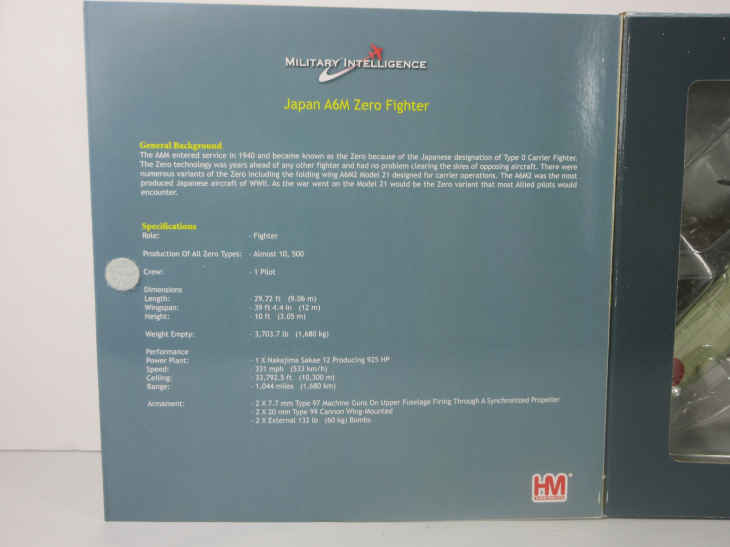 MILITARY INTELLIGENCE
Japan A6M Zero Fighter
General Background
The A6M entered service in 1940 and became known as the Zero because of the Japanese designation of Type 0 Carrier Fighter.
The Zero technology was years ahead of any other fighter and had no problem clearing the skies of opposing aircraft. There were
numerous variants of the Zero including the folding wing A6M2 Model 21 designed for carrier operations. The A6M2 was the most
produced Japanese aircraft of WWII. As the war went on the Model 21 would be the Zero variant that most Allied pilots would
encounter.
Specifications
Role: - Fighter
Production Of All Zero Types: - Almost 10, 500
Crew: - 1 Pilot
Dimensions
Length: - 29.72 ft (9.06 m)
Wingspan: - 39 ft 4.4 in (12 m)
Height: - 10 ft (3.05 m)
Weight Empty: - 3,703.7 lb (1,680 kg)
Performance
Power Plant: - 1 X Nakajima Sakae 12 Producing 925 HP
Speed: - 331 mph (533 km/h)
Ceiling: - 33,792.5 ft (10,300 m)
Range: - 1,044 miles (1,680 km)
Armament: - 2 X 7.7 mm Type 97 Machine Guns On Upper Fuselage Firing Through A Synchronized Propeller
- 2 X 20 mm Type 99 Cannon Wing-Mounted
- 2 X External 132 lb (60 kg) Bombs
HM